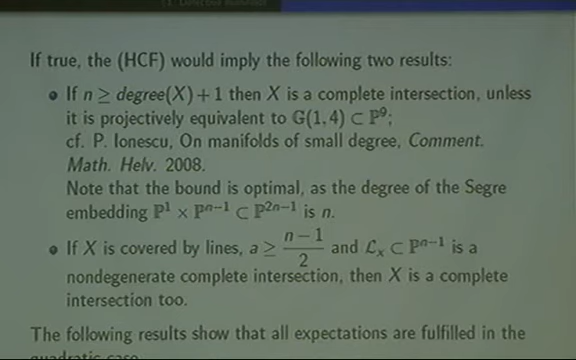 If true, the (HCF) would imply the following two results:
• If n ≥ degree(X) + 1 then X is a complete intersection, unless
it is projectively equivalent to 𝔾(1, 4) ⊂ ℙ⁹;
cf. P. Ionescu, On manifolds of small degree, Comment.
Math. Helv. 2008.
Note that the bound is optimal, as the degree of the Segre
embedding ℙ¹ × ℙⁿ⁻¹ ⊂ ℙ²ⁿ⁻¹ is n.
• If X is covered by lines, a ≥ (n−1)/2 and ℒₓ ⊂ ℙⁿ⁻¹ is a
nondegenerate complete intersection, then X is a complete
intersection too.
The following results show that all expectations are fulfilled in the
quadratic case